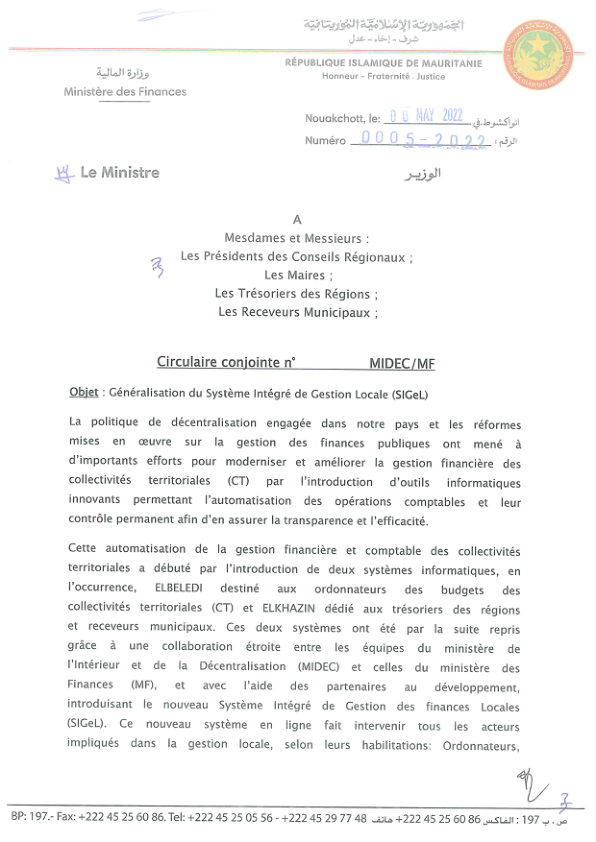 الجمهورية الإسلامية الموريتانية
شرف - إخاء - عدل
RÉPUBLIQUE ISLAMIQUE DE MAURITANIE
Honneur - Fraternité - Justice
وزارة المالية
Ministère des Finances
Nouakchott, le: 06 MAY 2022 انواكشوط.في
Numéro 0005-2022 الرقم :
Le Ministre
الوزير
A
Mesdames et Messieurs :
Les Présidents des Conseils Régionaux ;
Les Maires ;
Les Trésoriers des Régions ;
Les Receveurs Municipaux ;
Circulaire conjointe n° MIDEC/MF
Objet : Généralisation du Système Intégré de Gestion Locale (SIGeL)
La politique de décentralisation engagée dans notre pays et les réformes
mises en œuvre sur la gestion des finances publiques ont mené à
d'importants efforts pour moderniser et améliorer la gestion financière des
collectivités territoriales (CT) par l'introduction d'outils informatiques
innovants permettant l'automatisation des opérations comptables et leur
contrôle permanent afin d'en assurer la transparence et l'efficacité.
Cette automatisation de la gestion financière et comptable des collectivités
territoriales a débuté par l'introduction de deux systèmes informatiques, en
l'occurrence, ELBELEDI destiné aux ordonnateurs des budgets des
collectivités territoriales (CT) et ELKHAZIN dédié aux trésoriers des régions
et receveurs municipaux. Ces deux systèmes ont été par la suite repris
grâce à une collaboration étroite entre les équipes du ministère de
l'Intérieur et de la Décentralisation (MIDEC) et celles du ministère des
Finances (MF), et avec l'aide des partenaires au développement,
introduisant le nouveau Système Intégré de Gestion des finances Locales
(SIGeL). Ce nouveau système en ligne fait intervenir tous les acteurs
impliqués dans la gestion locale, selon leurs habilitations: Ordonnateurs,
BP: 197.- Fax: +222 45 25 60 86. Tel: +222 45 25 05 56 - +222 45 29 77 48 هاتف +222 45 25 60 86 الفاكس : 197 ص . ب